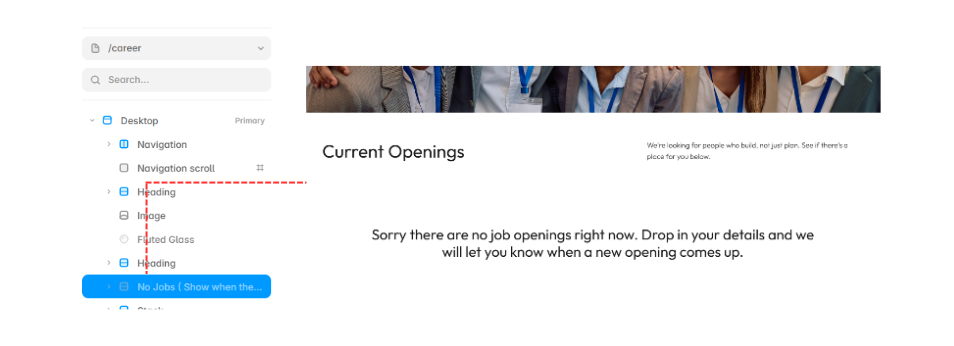 /career
Search...
Desktop
Primary
Navigation
Navigation scroll
Heading
Image
Fluted Glass
Heading
No Jobs ( Show when the...
Stack
Current Openings
We're looking for people who build, not just plan. See if there's a
place for you below.
Sorry there are no job openings right now. Drop in your details and we
will let you know when a new opening comes up.